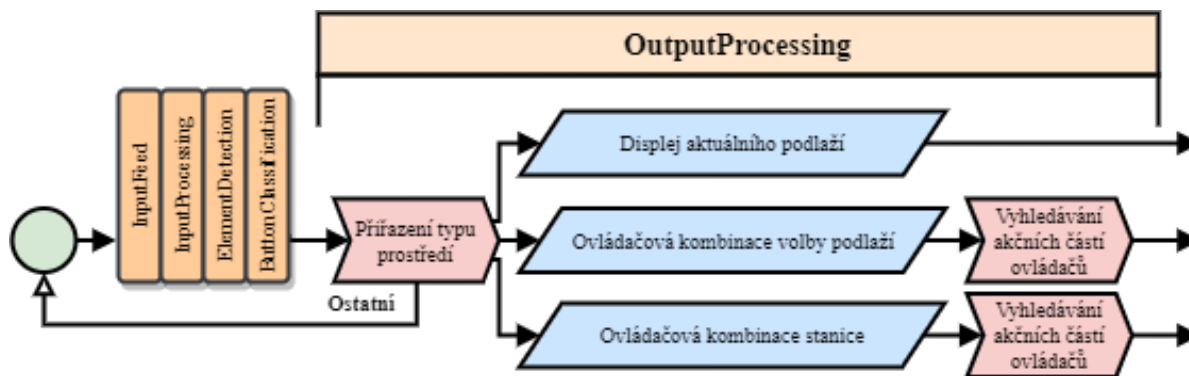 OutputProcessing
InputFeed
InputProcessing
ElementDetection
ButtonClassification
Přířazení typu
prostředí
Ostatní
Displej aktuálního podlaží
Ovládačová kombinace volby podlaží
Vyhledávání
akčních částí
ovládačů
Ovládačová kombinace stanice
Vyhledávání
akčních částí
ovládačů